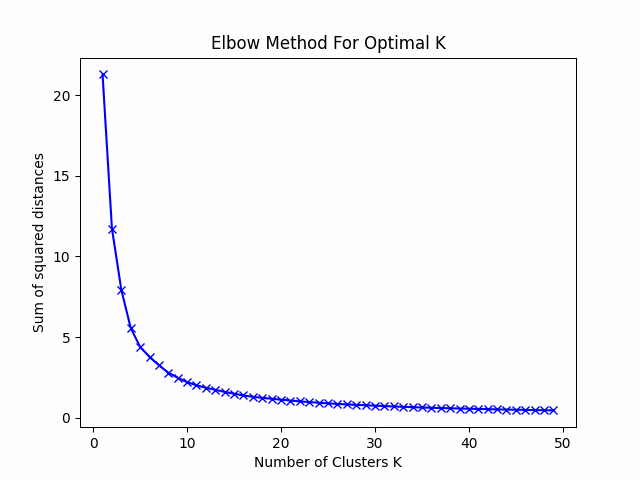 Elbow Method For Optimal K
20
15
10
5
0
Sum of squared distances
0 10 20 30 40 50
Number of Clusters K